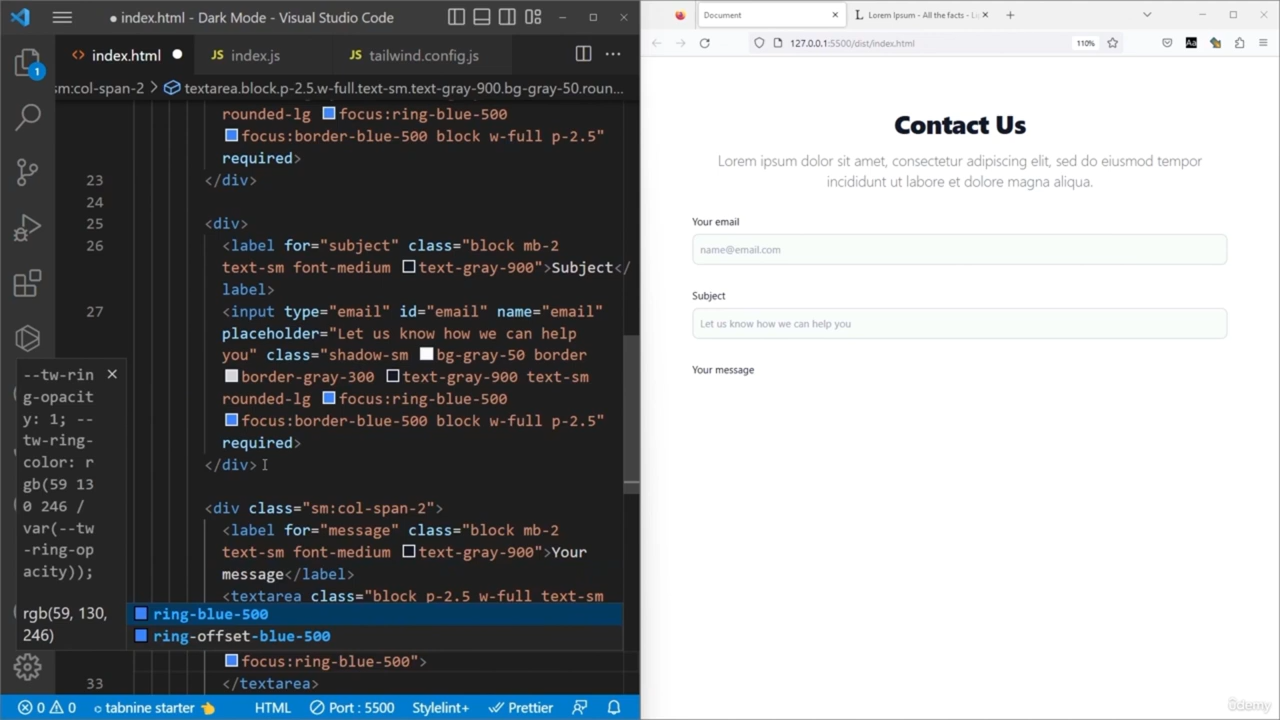 index.html - Dark Mode - Visual Studio Code
index.html
JS index.js
JS tailwind.config.js
sm:col-span-2 > textarea.block.p-2.5.w-full.text-sm.text-gray-900.bg-gray-50.roun...
rounded-lg focus:ring-blue-500
focus:border-blue-500 block w-full p-2.5"
required>
23 </div>
24
25 <div>
26 <label for="subject" class="block mb-2
text-sm font-medium text-gray-900">Subject</
label>
27 <input type="email" id="email" name="email"
placeholder="Let us know how we can help
you" class="shadow-sm bg-gray-50 border
border-gray-300 text-gray-900 text-sm
rounded-lg focus:ring-blue-500
focus:border-blue-500 block w-full p-2.5"
required>
</div>
<div class="sm:col-span-2">
<label for="message" class="block mb-2
text-sm font-medium text-gray-900">Your
message</label>
<textarea class="block p-2.5 w-full text-sm
focus:ring-blue-500">
33 </textarea>
1
--tw-rin
g-opacit
y: 1; --
tw-ring-
color: r
gb(59 13
0 246 /
var(--tw
-ring-op
acity));
rgb(59, 130,
246)
ring-blue-500
ring-offset-blue-500
0 0 tabnine starter HTML Port : 5500 Stylelint+ Prettier
Document
Lorem Ipsum - All the facts - L
127.0.0.1:5500/dist/index.html
110%
Aa
Contact Us
Lorem ipsum dolor sit amet, consectetur adipiscing elit, sed do eiusmod tempor
incididunt ut labore et dolore magna aliqua.
Your email
name@email.com
Subject
Let us know how we can help you
Your message
ûdemy